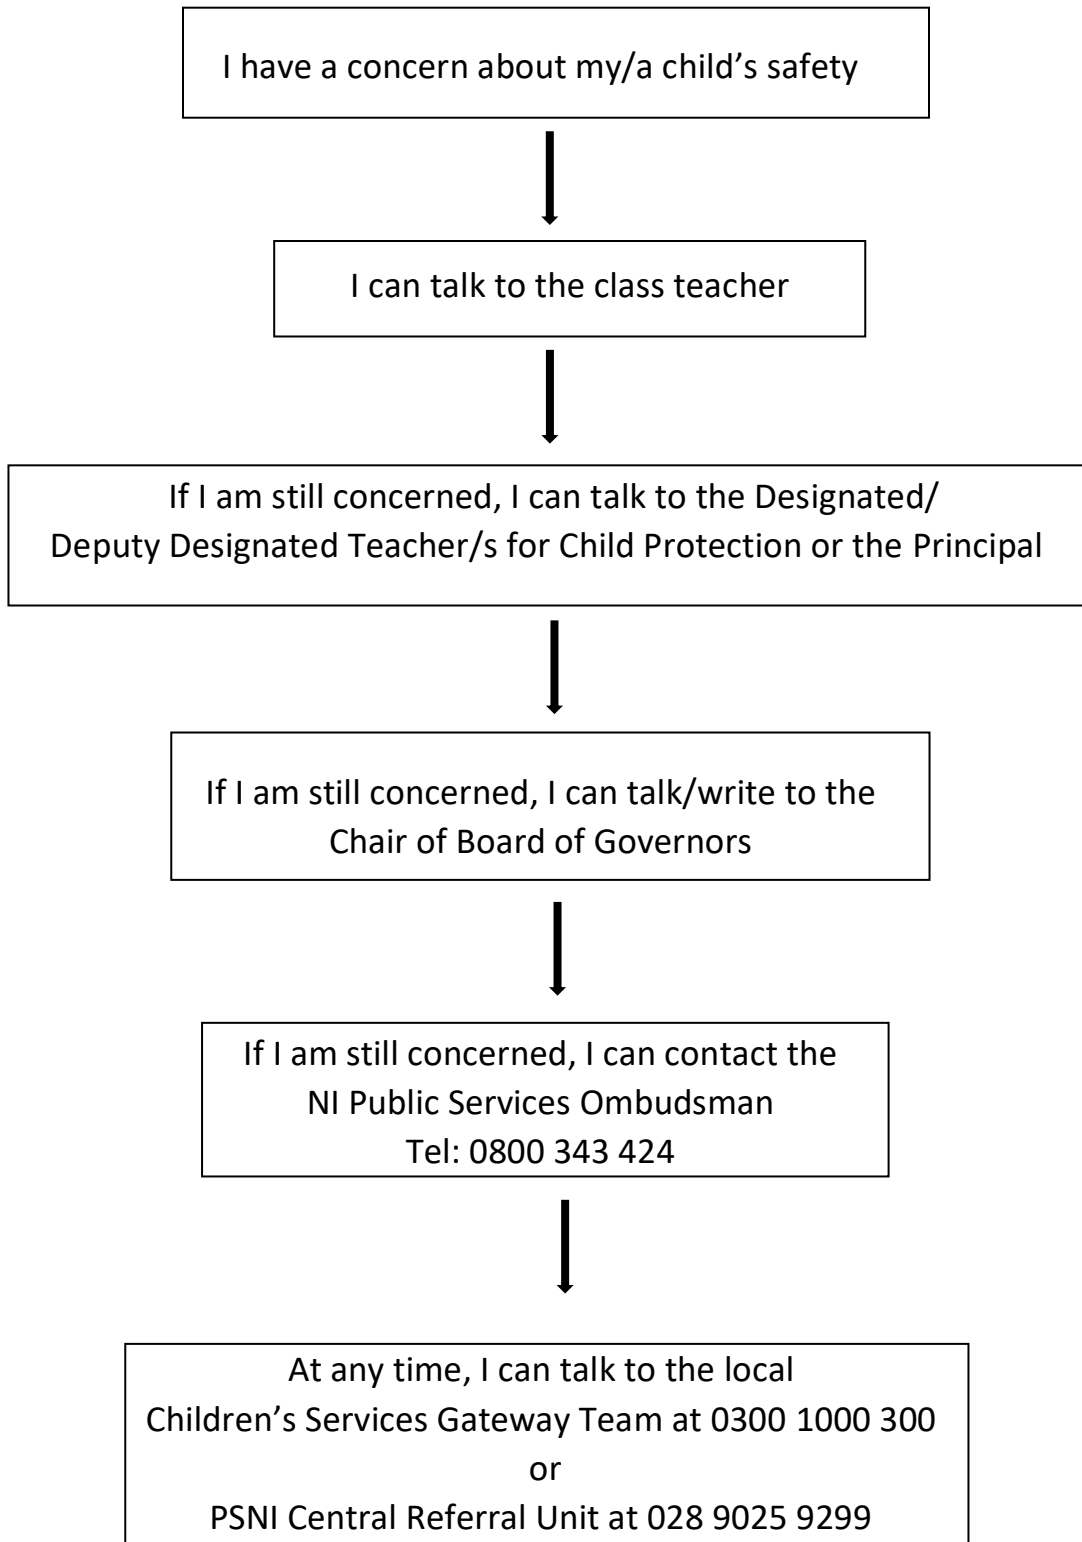 I have a concern about my/a child’s safety
I can talk to the class teacher
If I am still concerned, I can talk to the Designated/
Deputy Designated Teacher/s for Child Protection or the Principal
If I am still concerned, I can talk/write to the
Chair of Board of Governors
If I am still concerned, I can contact the
NI Public Services Ombudsman
Tel: 0800 343 424
At any time, I can talk to the local
Children’s Services Gateway Team at 0300 1000 300
or
PSNI Central Referral Unit at 028 9025 9299